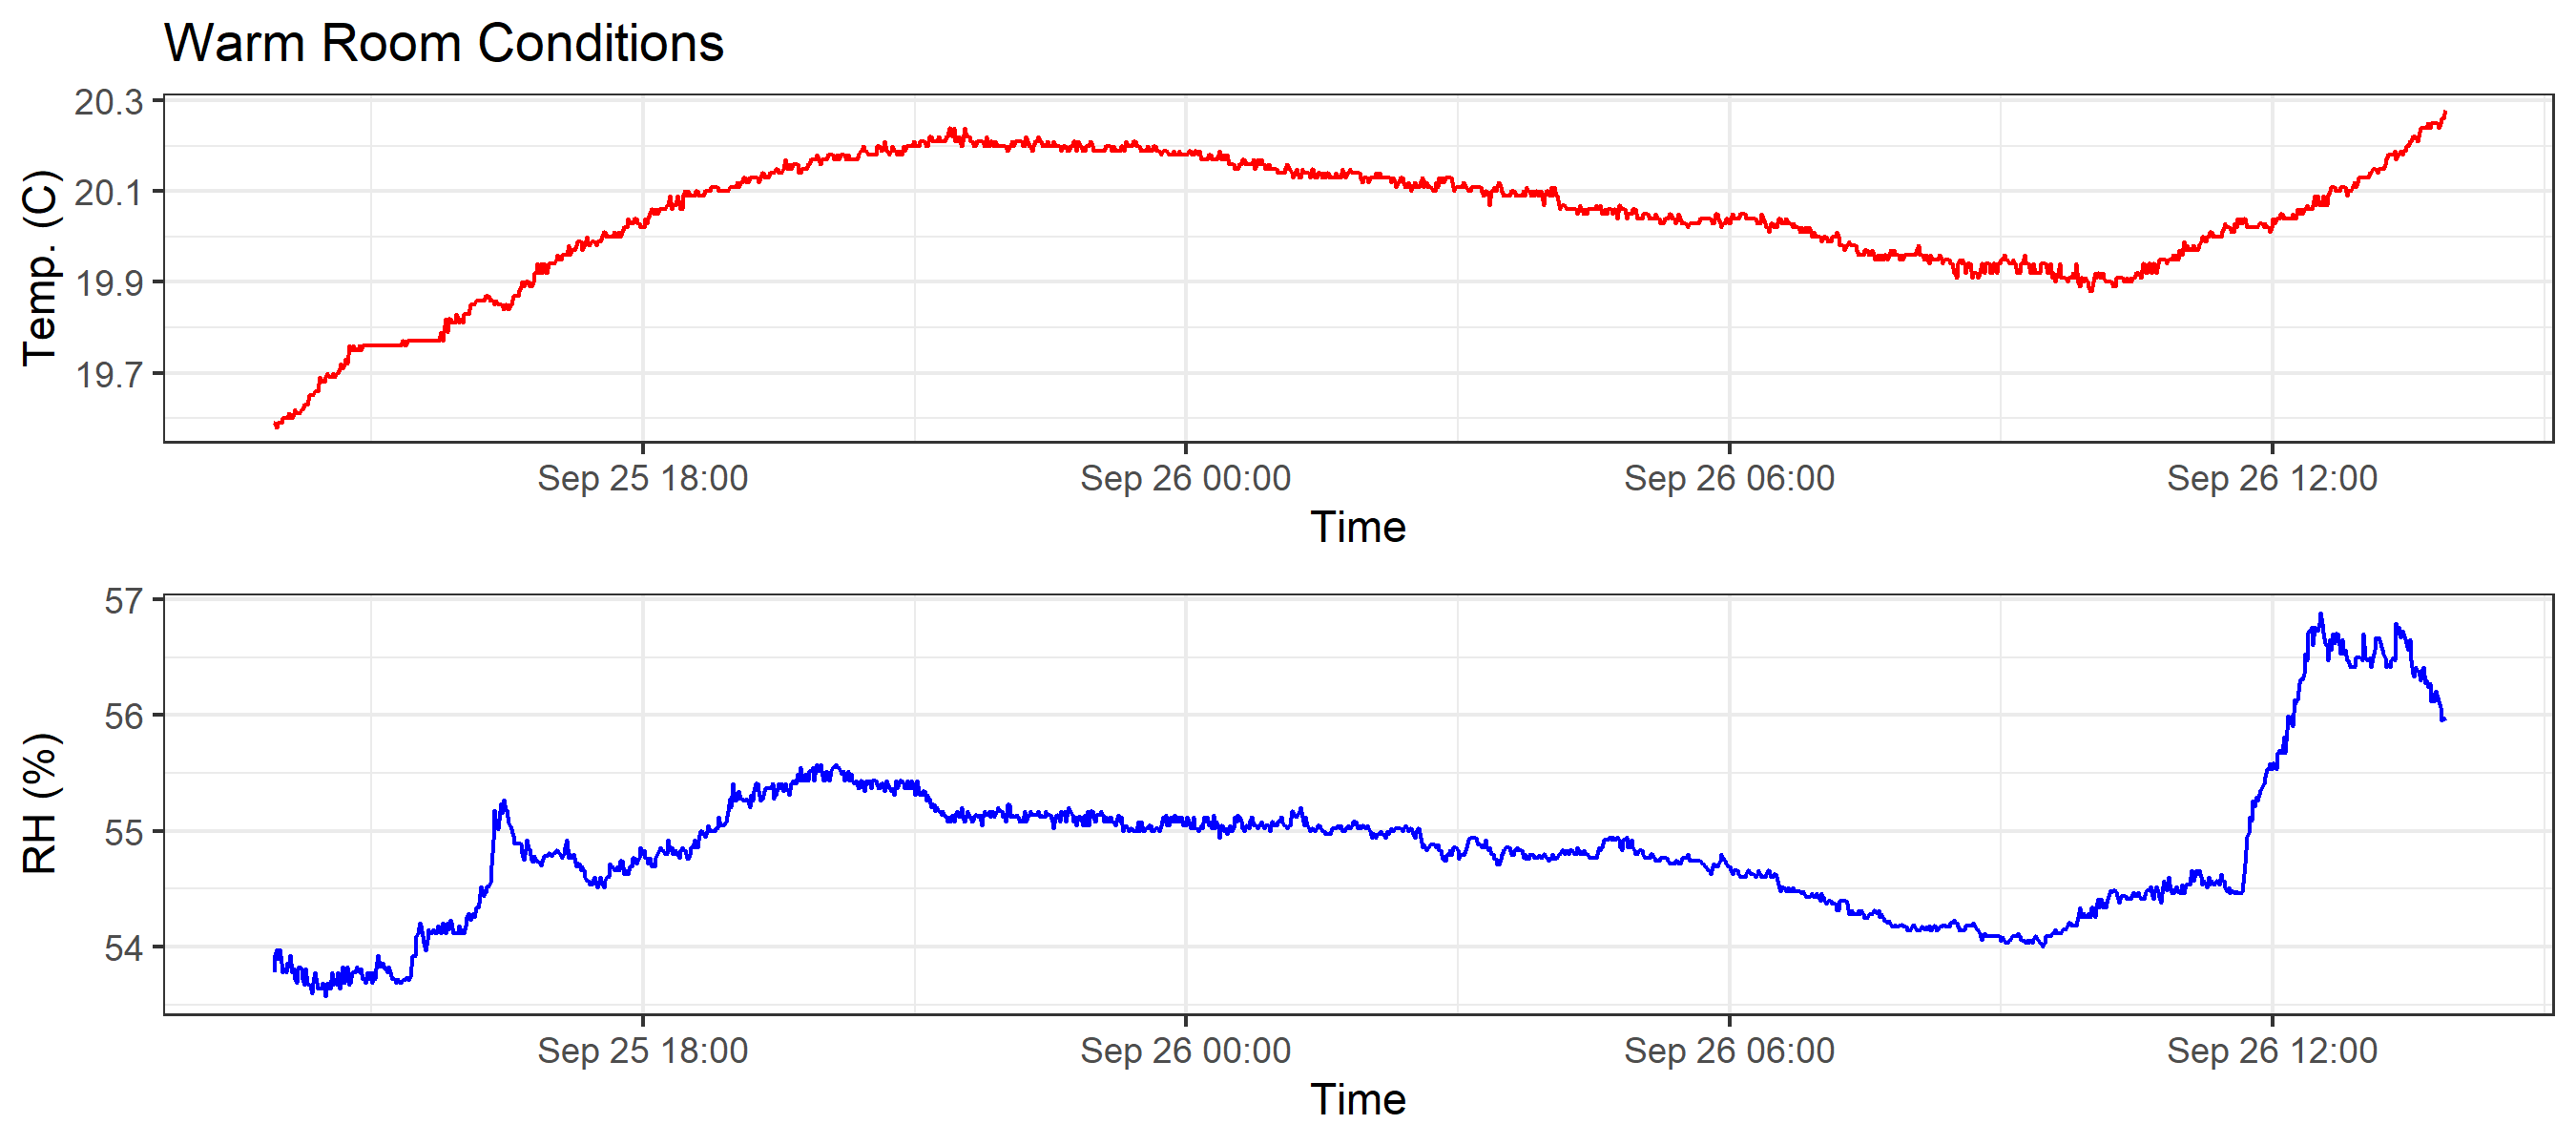 Warm Room Conditions
20.3
20.1
19.9
19.7
Temp. (C)
Sep 25 18:00 Sep 26 00:00 Sep 26 06:00 Sep 26 12:00
Time
57
56
55
54
RH (%)
Sep 25 18:00 Sep 26 00:00 Sep 26 06:00 Sep 26 12:00
Time